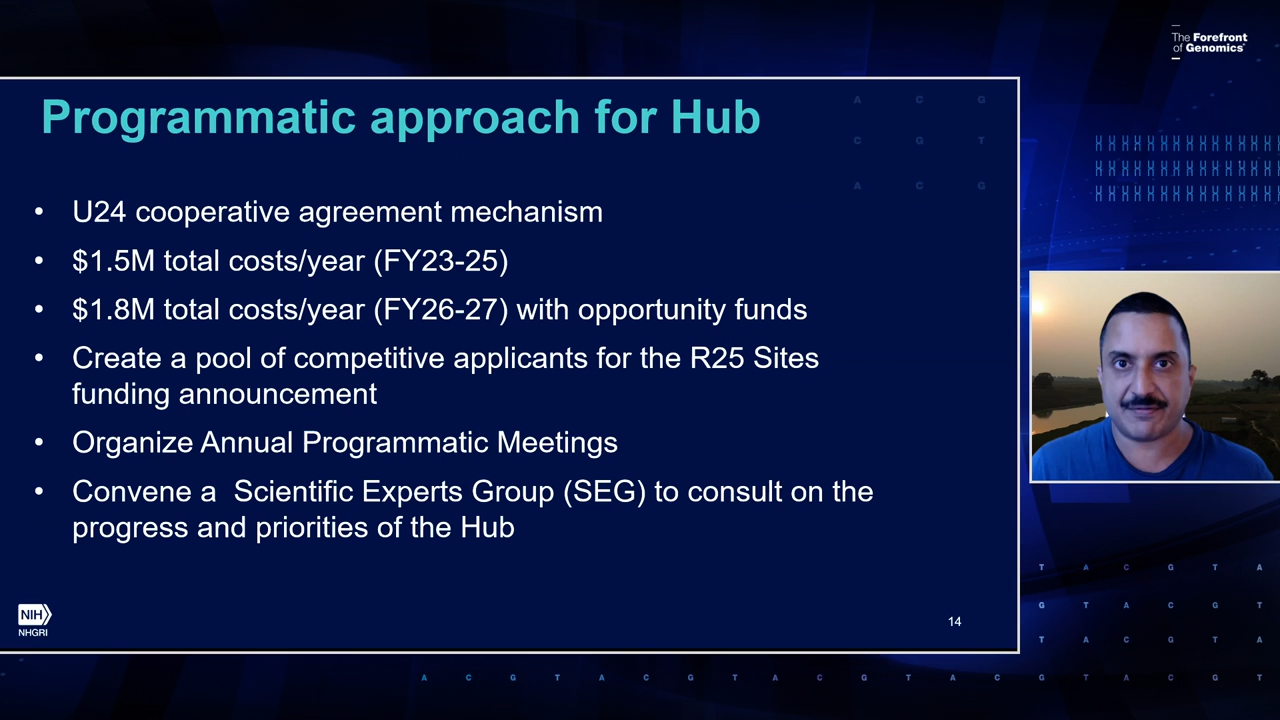 The Forefront
of Genomics®
Programmatic approach for Hub
A C G
C G T
A C G
• U24 cooperative agreement mechanism
• $1.5M total costs/year (FY23-25)
• $1.8M total costs/year (FY26-27) with opportunity funds
• Create a pool of competitive applicants for the R25 Sites
funding announcement
• Organize Annual Programmatic Meetings
• Convene a  Scientific Experts Group (SEG) to consult on the
progress and priorities of the Hub
NIH
NHGRI
14
T A C G T A
G T A C G T
T A C G T A
A C G T A C G T A C G T A C G T A C G T